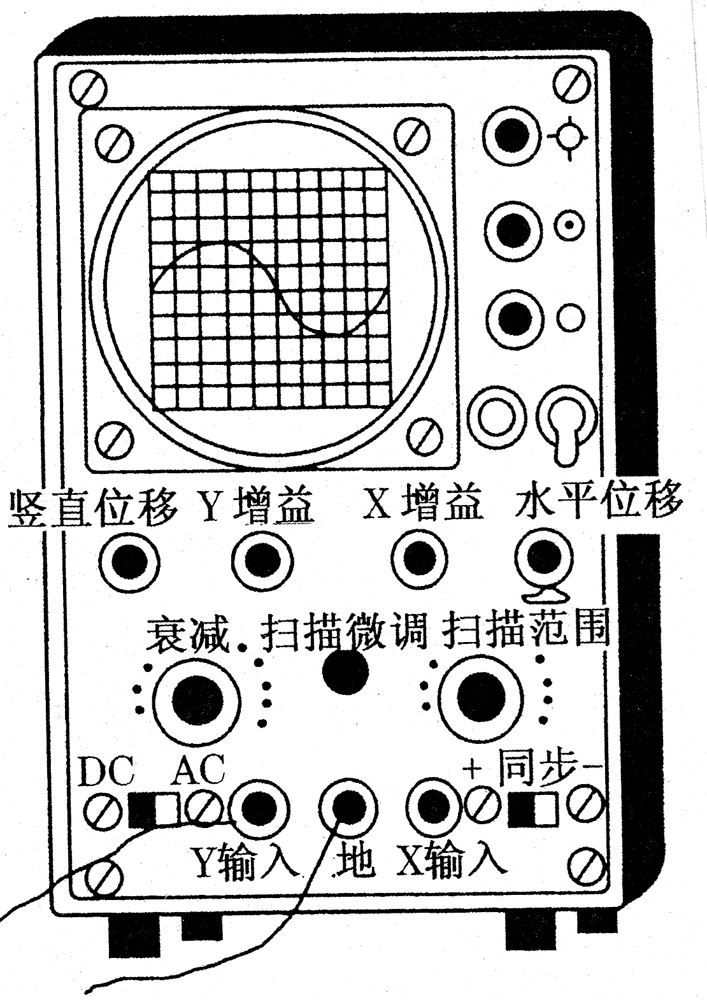 竖直位移 Y增益 X增益 水平位移
衰减 扫描微调 扫描范围
DC AC + 同步 -
Y输入 地 X输入